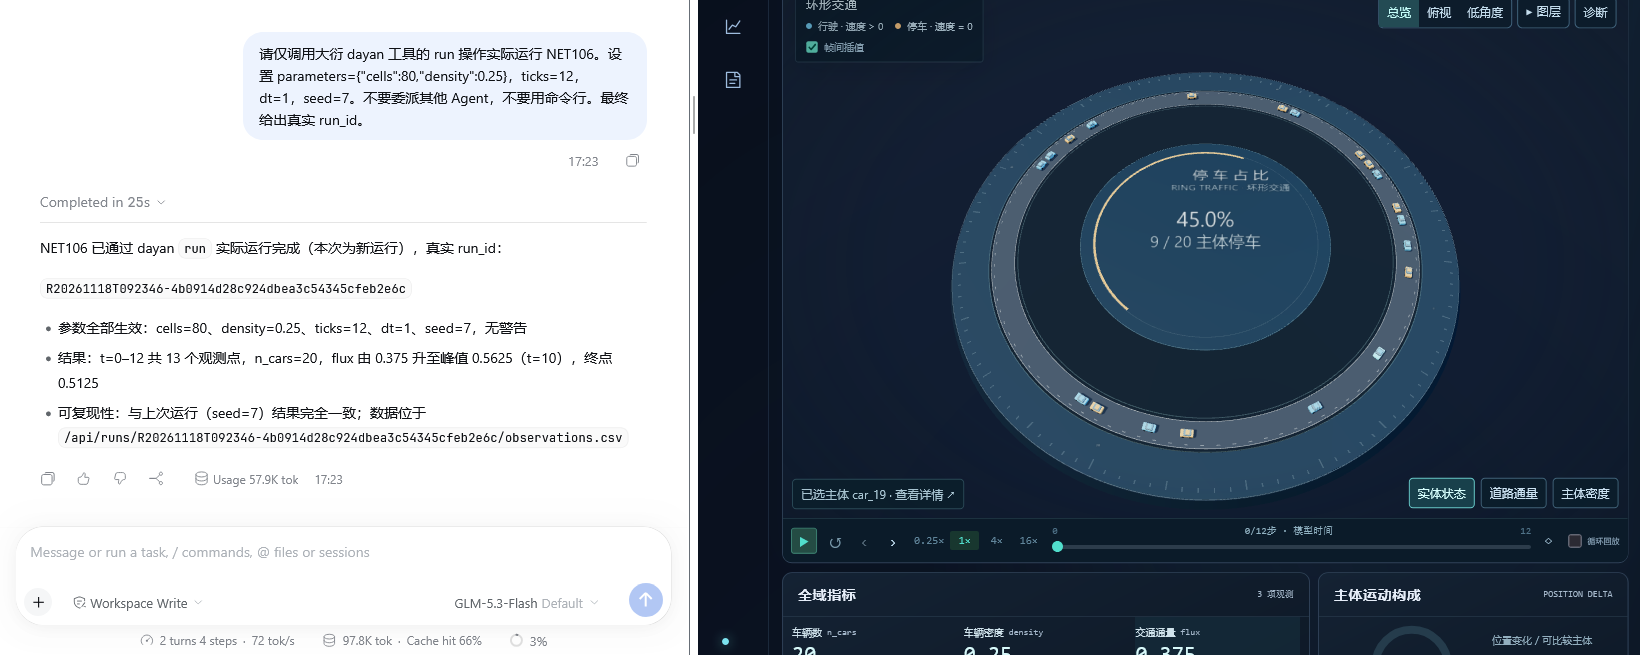 请仅调用大衍 dayan 工具的 run 操作实际运行 NET106。设
置 parameters={"cells":80,"density":0.25}，ticks=12，
dt=1，seed=7。不要委派其他 Agent，不要用命令行。最终
给出真实 run_id。
17:23
Completed in 25s
NET106 已通过 dayan run 实际运行完成（本次为新运行），真实 run_id：
R20261118T092346-4b0914d28c924dbea3c54345cfeb2e6c
参数全部生效：cells=80、density=0.25、ticks=12、dt=1、seed=7，无警告
结果：t=0–12 共 13 个观测点，n_cars=20，flux 由 0.375 升至峰值 0.5625（t=10），终点
0.5125
可复现性：与上次运行（seed=7）结果完全一致；数据位于
/api/runs/R20261118T092346-4b0914d28c924dbea3c54345cfeb2e6c/observations.csv
Usage 57.9K tok 17:23
Message or run a task, / commands, @ files or sessions
Workspace Write
GLM-5.3-Flash Default
2 turns 4 steps · 72 tok/s 97.8K tok · Cache hit 66% 3%
环形交通
行驶 · 速度 > 0 停车 · 速度 = 0
帧间插值
总览 俯视 低角度 ▸ 图层 诊断
停车占比
RING TRAFFIC 环形交通
45.0%
9 / 20 主体停车
已选主体 car_19 · 查看详情 ↗
实体状态 道路通量 主体密度
0.25× 1× 4× 16×
0 0/12步 · 模型时间 12
循环回放
全域指标 3 项观测
车辆数 n_cars 车辆密度 density 交通通量 flux
20 0.25 0.375
主体运动构成 POSITION DELTA
位置变化 / 可比较主体